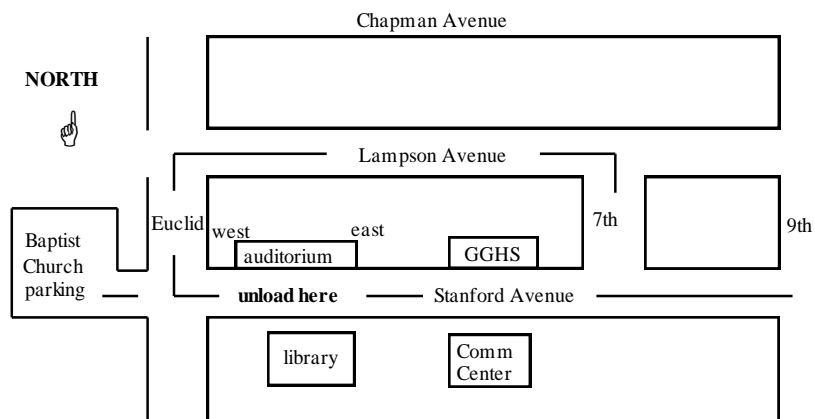 Chapman Avenue
NORTH
Lampson Avenue
Euclid
west
east
7th
9th
Baptist
Church
parking
auditorium
GGHS
unload here
Stanford Avenue
library
Comm
Center